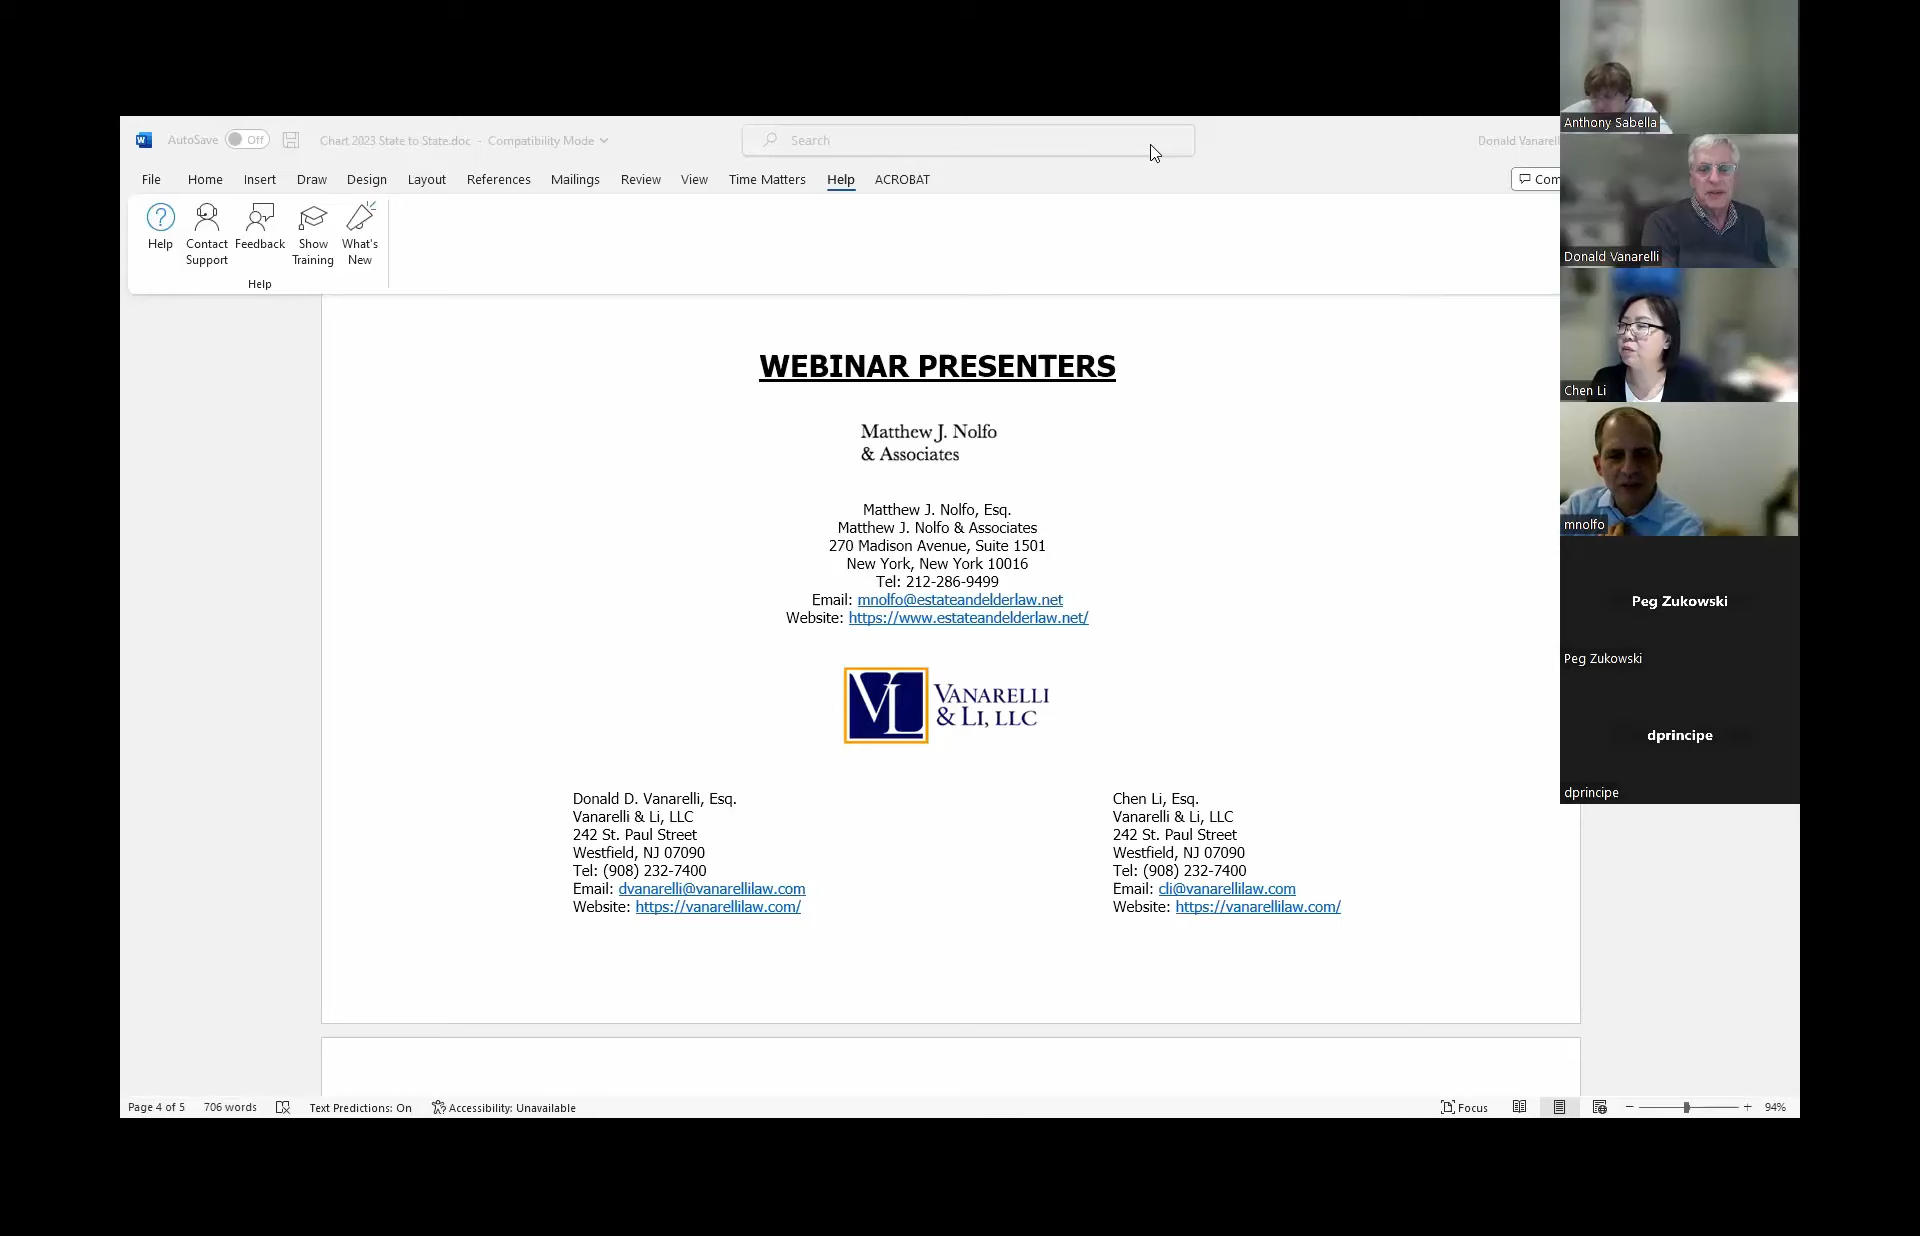 AutoSave Off Chart 2023 State to State.doc - Compatibility Mode Search Donald Vanarell
File Home Insert Draw Design Layout References Mailings Review View Time Matters Help ACROBAT Com
Help Contact Support Feedback Show Training What's New
Help
WEBINAR PRESENTERS
Matthew J. Nolfo
& Associates
Matthew J. Nolfo, Esq.
Matthew J. Nolfo & Associates
270 Madison Avenue, Suite 1501
New York, New York 10016
Tel: 212-286-9499
Email: mnolfo@estateandelderlaw.net
Website: https://www.estateandelderlaw.net/
VL VANARELLI
& LI, LLC
Donald D. Vanarelli, Esq.
Vanarelli & Li, LLC
242 St. Paul Street
Westfield, NJ 07090
Tel: (908) 232-7400
Email: dvanarelli@vanarellilaw.com
Website: https://vanarellilaw.com/
Chen Li, Esq.
Vanarelli & Li, LLC
242 St. Paul Street
Westfield, NJ 07090
Tel: (908) 232-7400
Email: cli@vanarellilaw.com
Website: https://vanarellilaw.com/
Anthony Sabella
Donald Vanarelli
Chen Li
mnolfo
Peg Zukowski
Peg Zukowski
dprincipe
dprincipe
Page 4 of 5 706 words Text Predictions: On Accessibility: Unavailable Focus 94%